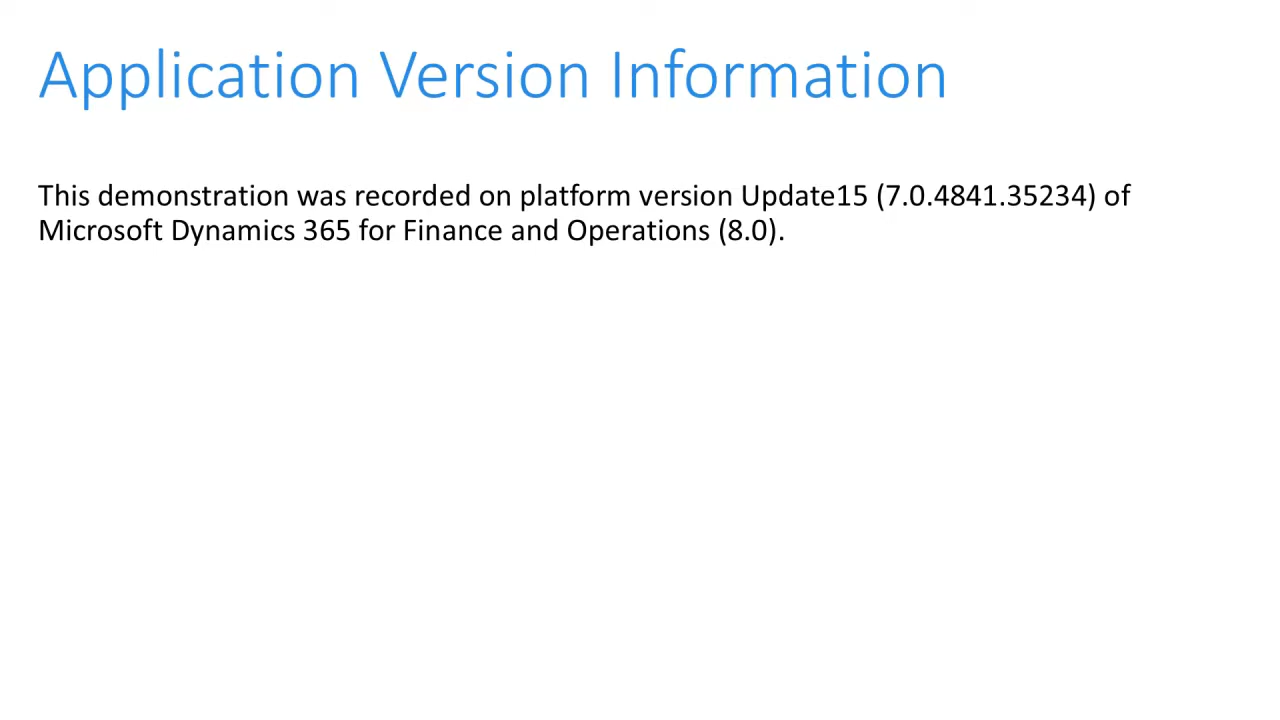 Application Version Information
This demonstration was recorded on platform version Update15 (7.0.4841.35234) of
Microsoft Dynamics 365 for Finance and Operations (8.0).